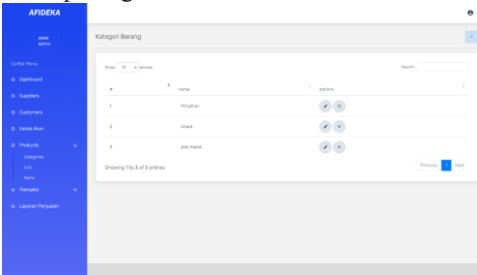 AFIDEKA
admin
Daftar Menu
Dashboard
Suppliers
Customers
Kelola Akun
Products
Categories
Unit
Items
Transaksi
Laporan Penjualan
Kategori Barang
Show 10 entries
Search:
# nama actions
1 Minuman
2 snack
3 alat mandi
Showing 1 to 3 of 3 entries
Previous 1 Next